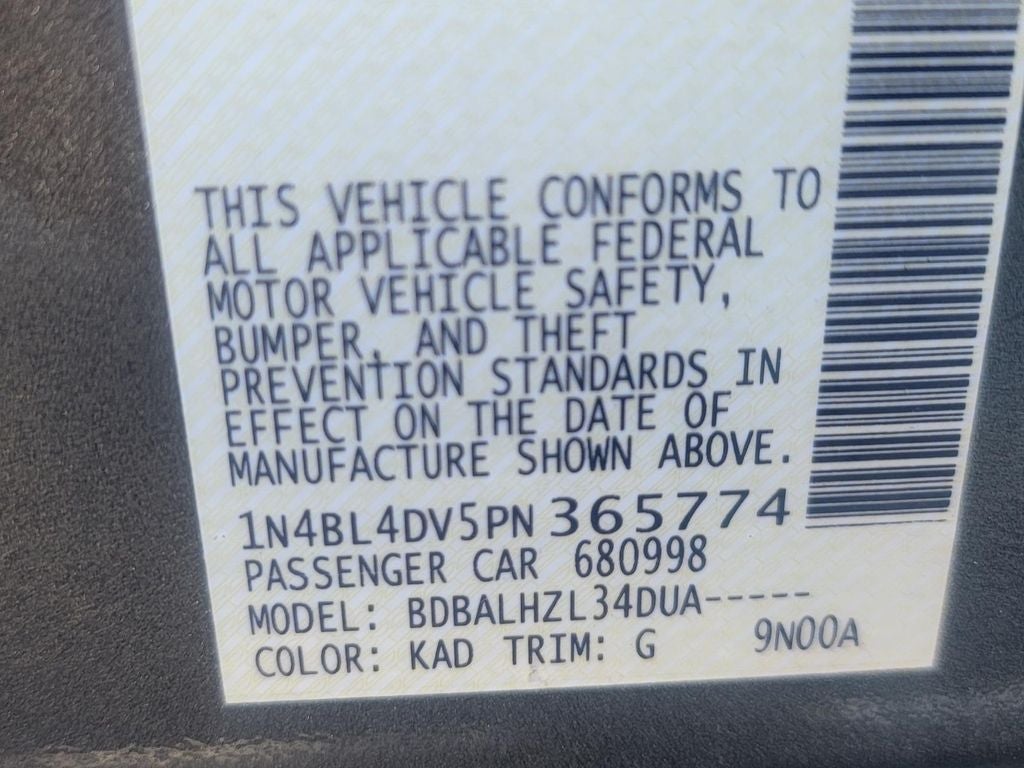 THIS VEHICLE CONFORMS TO
ALL APPLICABLE FEDERAL
MOTOR VEHICLE SAFETY,
BUMPER, AND THEFT
PREVENTION STANDARDS IN
EFFECT ON THE DATE OF
MANUFACTURE SHOWN ABOVE.
1N4BL4DV5PN365774
PASSENGER CAR 680998
MODEL: BDBALHZL34DUA-----
COLOR: KAD TRIM: G 9N00A